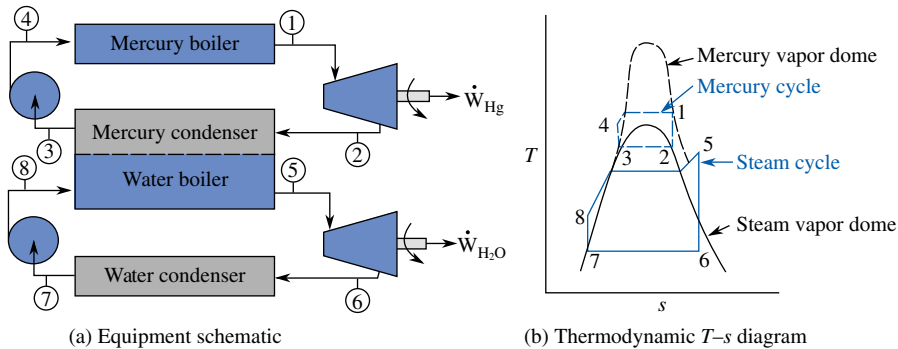 ④
①
Mercury boiler
Ẇ_Hg
Mercury condenser
③
②
⑧
Water boiler
⑤
Ẇ_H₂O
Water condenser
⑦
⑥
(a) Equipment schematic
T
Mercury vapor dome
Mercury cycle
1
4
3
2
5
Steam cycle
8
Steam vapor dome
7
6
s
(b) Thermodynamic T–s diagram